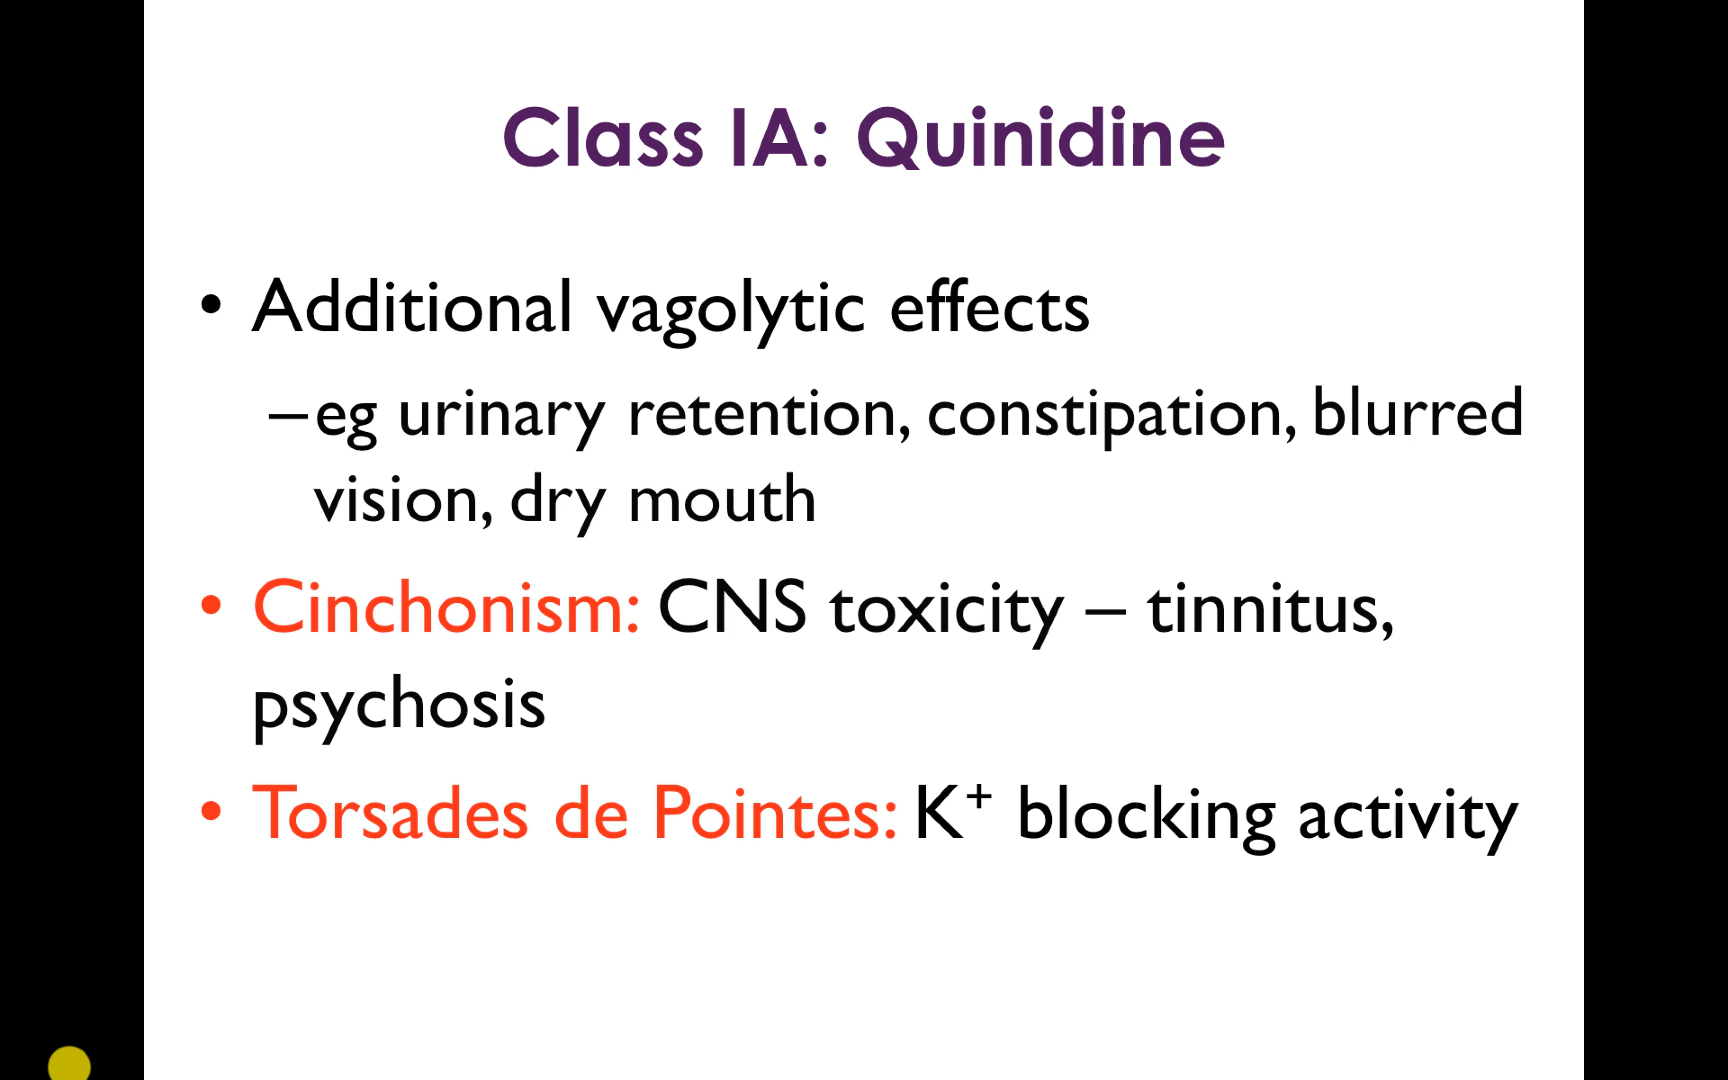 Class IA: Quinidine
• Additional vagolytic effects
–eg urinary retention, constipation, blurred
vision, dry mouth
• Cinchonism: CNS toxicity – tinnitus,
psychosis
• Torsades de Pointes: K⁺ blocking activity